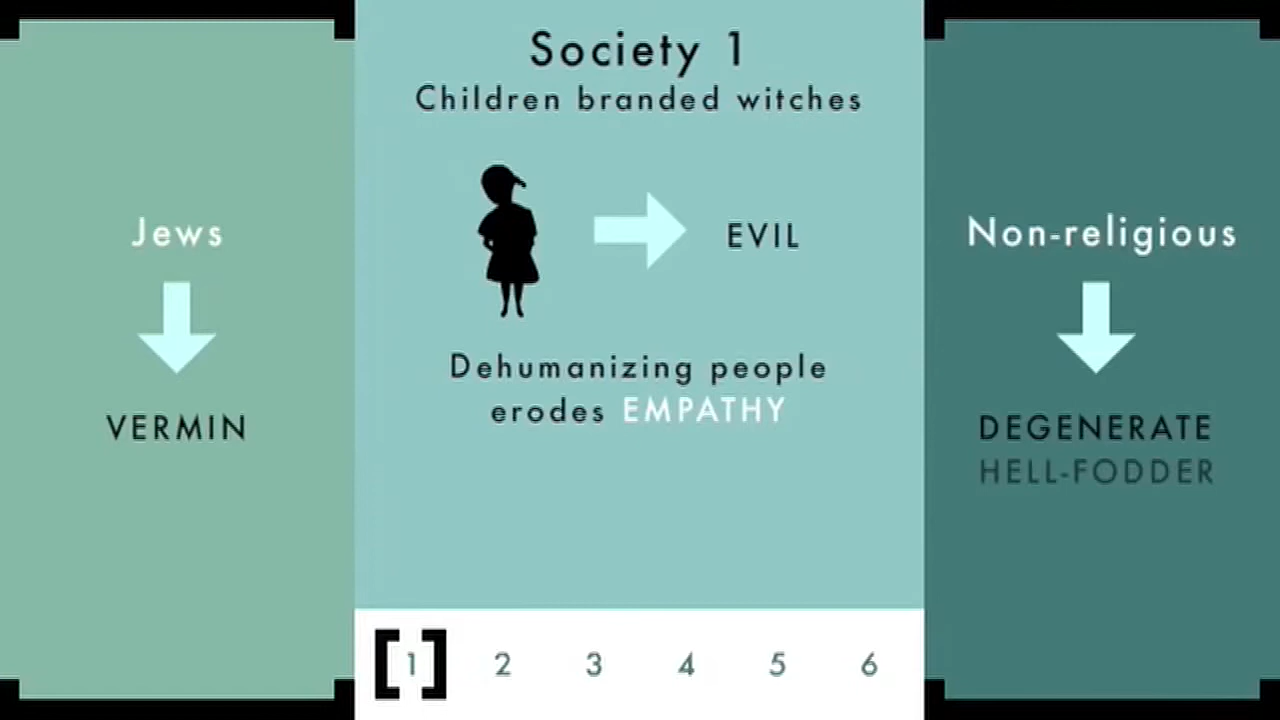 Society 1
Children branded witches
EVIL
Dehumanizing people
erodes EMPATHY
Jews
VERMIN
Non-religious
DEGENERATE
HELL-FODDER
[1] 2 3 4 5 6